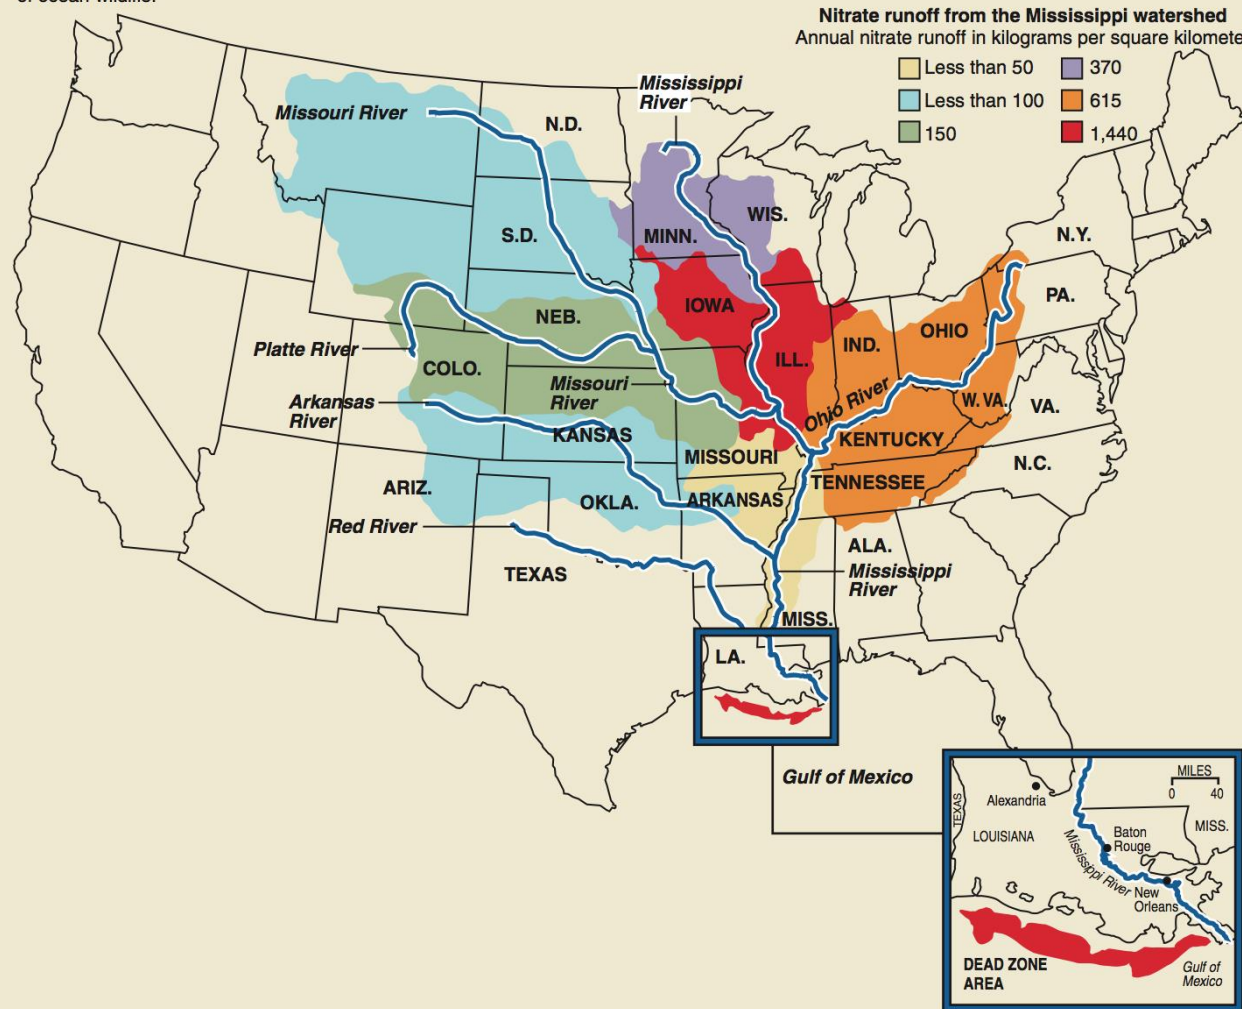 of ocean wildlife.
Nitrate runoff from the Mississippi watershed
Annual nitrate runoff in kilograms per square kilomete
Less than 50
370
Less than 100
615
150
1,440
Mississippi
River
Missouri River
N.D.
WIS.
S.D.
MINN.
N.Y.
IOWA
PA.
NEB.
OHIO
IND.
Platte River
ILL.
COLO.
Missouri
River
Arkansas
River
Ohio River
W. VA.
VA.
KANSAS
KENTUCKY
MISSOURI
N.C.
ARIZ.
TENNESSEE
OKLA.
ARKANSAS
Red River
ALA.
TEXAS
Mississippi
River
MISS.
LA.
Gulf of Mexico
MILES
0 40
Alexandria
TEXAS
LOUISIANA
MISS.
Baton
Rouge
Mississippi River
New
Orleans
DEAD ZONE
AREA
Gulf of
Mexico